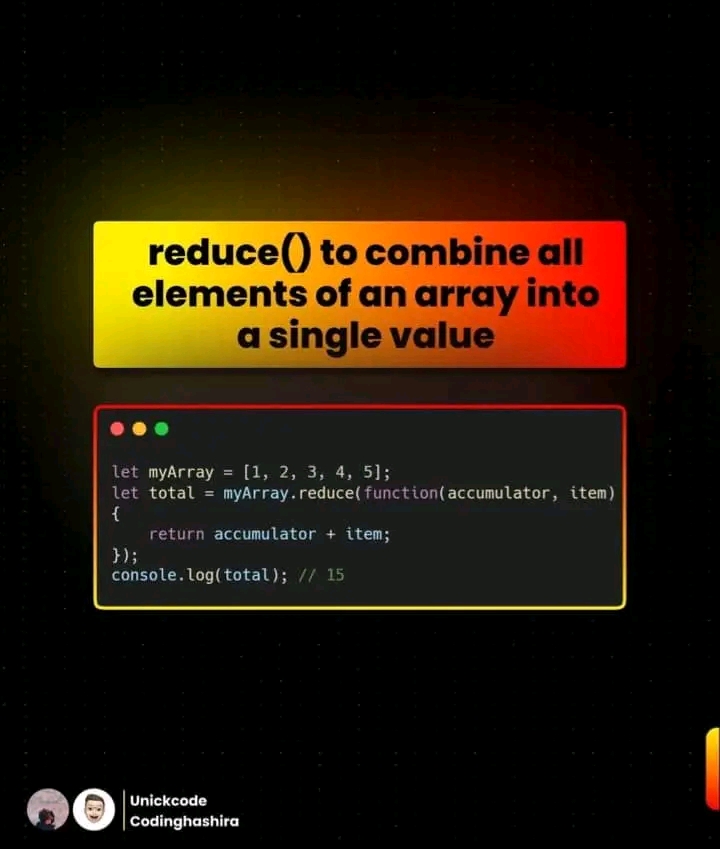 reduce() to combine all
elements of an array into
a single value
let myArray = [1, 2, 3, 4, 5];
let total = myArray.reduce(function(accumulator, item)
{
    return accumulator + item;
});
console.log(total); // 15
Unickcode
Codinghashira